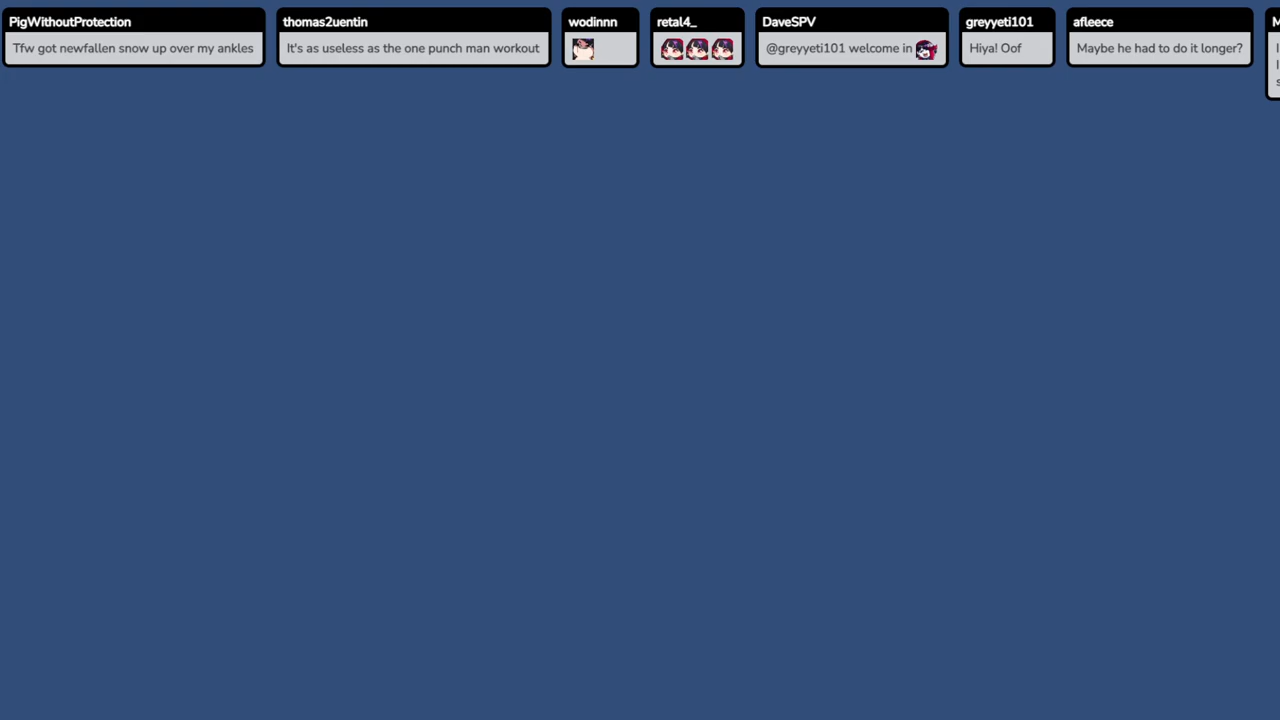 PigWithoutProtection
Tfw got newfallen snow up over my ankles
thomas2uentin
It's as useless as the one punch man workout
wodinnn
retal4_
DaveSPV
@greyyeti101 welcome in
greyyeti101
Hiya! Oof
afleece
Maybe he had to do it longer?